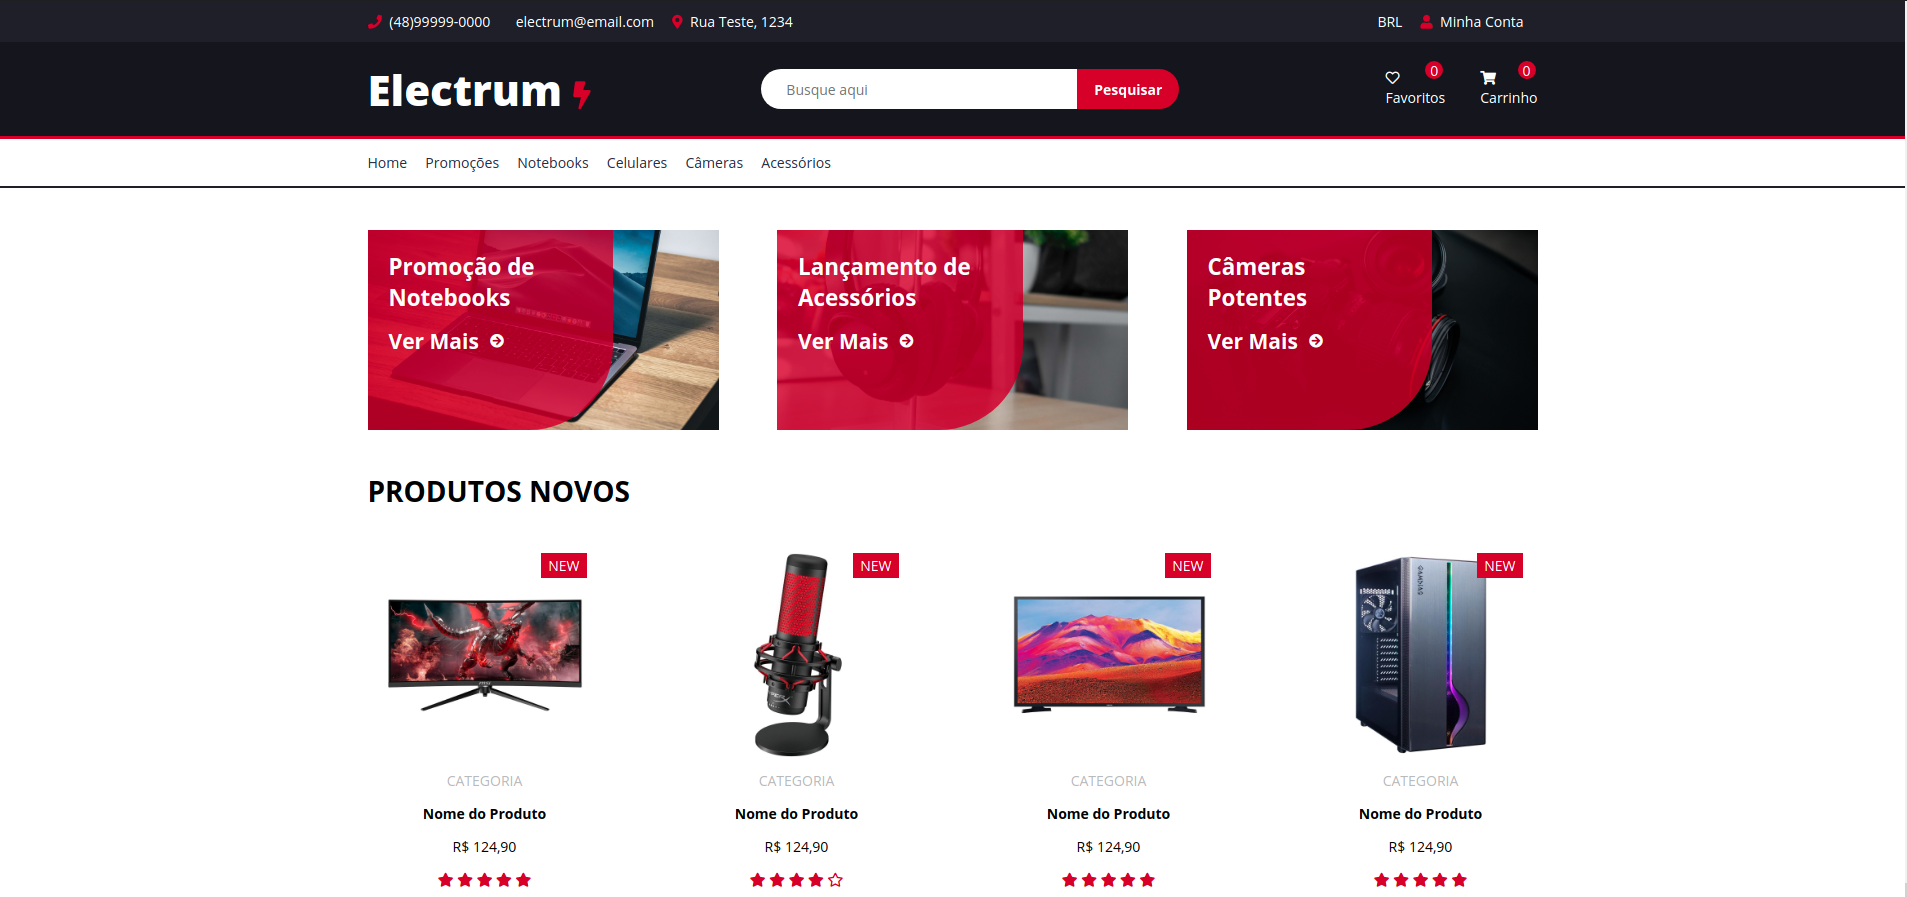 (48)99999-0000 electrum@email.com Rua Teste, 1234 BRL Minha Conta
Electrum
Busque aqui Pesquisar
0
Favoritos
0
Carrinho
Home Promoções Notebooks Celulares Câmeras Acessórios
Promoção de
Notebooks
Ver Mais
Lançamento de
Acessórios
Ver Mais
Câmeras
Potentes
Ver Mais
PRODUTOS NOVOS
NEW NEW NEW NEW
CATEGORIA CATEGORIA CATEGORIA CATEGORIA
Nome do Produto Nome do Produto Nome do Produto Nome do Produto
R$ 124,90 R$ 124,90 R$ 124,90 R$ 124,90